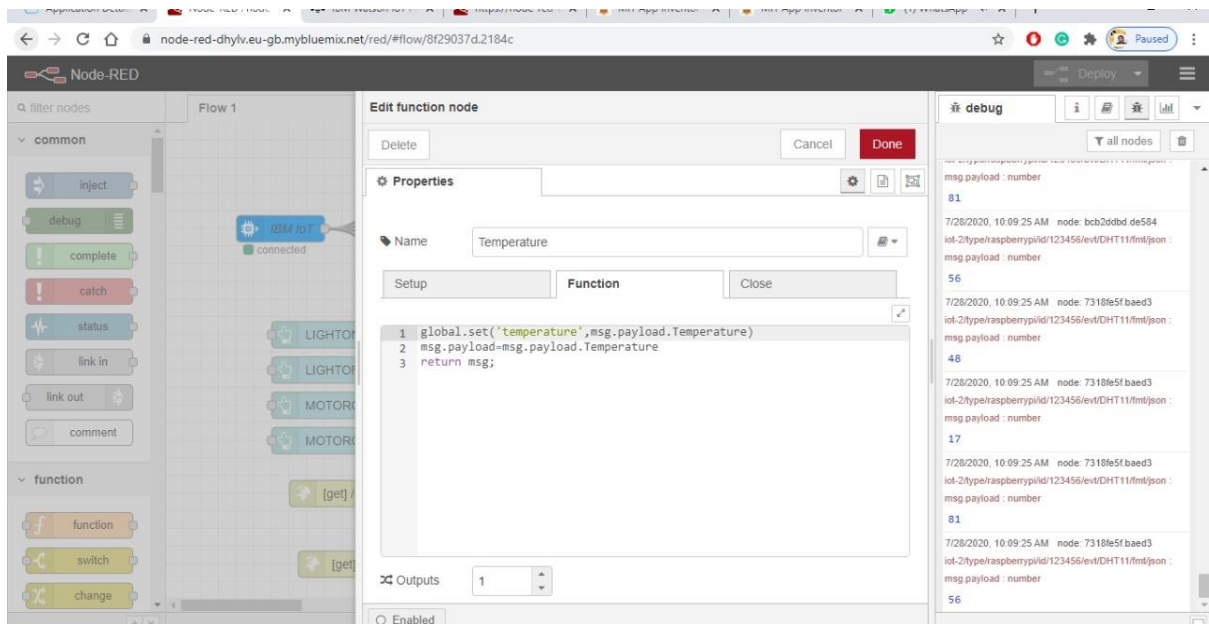 node-red-dhylv.eu-gb.mybluemix.net/red/#flow/8f29037d.2184c
Paused
Node-RED
Deploy
filter nodes
common
inject
debug
complete
catch
status
link in
link out
comment
function
function
switch
change
Flow 1
IBM IoT
connected
LIGHTO
LIGHTO
MOTOR
MOTOR
[get] /
[get]
Edit function node
Delete
Cancel
Done
Properties
Name
Temperature
Setup
Function
Close
1 global.set('temperature',msg.payload.Temperature)
2 msg.payload=msg.payload.Temperature
3 return msg;
Outputs
1
Enabled
debug
i
all nodes
msg.payload : number
81
7/28/2020, 10:09:25 AM node: bcb2ddbd.de584
iot-2/type/raspberrypi/id/123456/evt/DHT11/fmt/json :
msg.payload : number
56
7/28/2020, 10:09:25 AM node: 7318fe5f.baed3
iot-2/type/raspberrypi/id/123456/evt/DHT11/fmt/json :
msg.payload : number
48
7/28/2020, 10:09:25 AM node: 7318fe5f.baed3
iot-2/type/raspberrypi/id/123456/evt/DHT11/fmt/json :
msg.payload : number
17
7/28/2020, 10:09:25 AM node: 7318fe5f.baed3
iot-2/type/raspberrypi/id/123456/evt/DHT11/fmt/json :
msg.payload : number
81
7/28/2020, 10:09:25 AM node: 7318fe5f.baed3
iot-2/type/raspberrypi/id/123456/evt/DHT11/fmt/json :
msg.payload : number
56